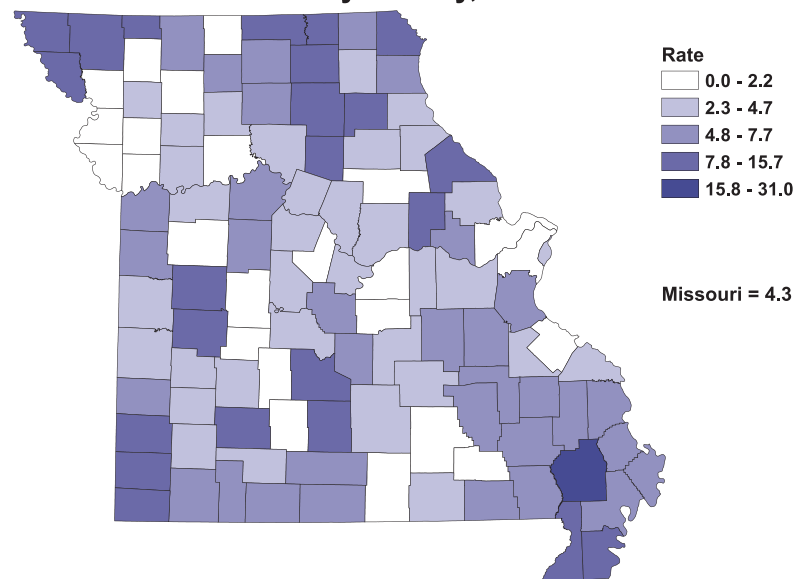 Rate
0.0 - 2.2
2.3 - 4.7
4.8 - 7.7
7.8 - 15.7
15.8 - 31.0
Missouri = 4.3